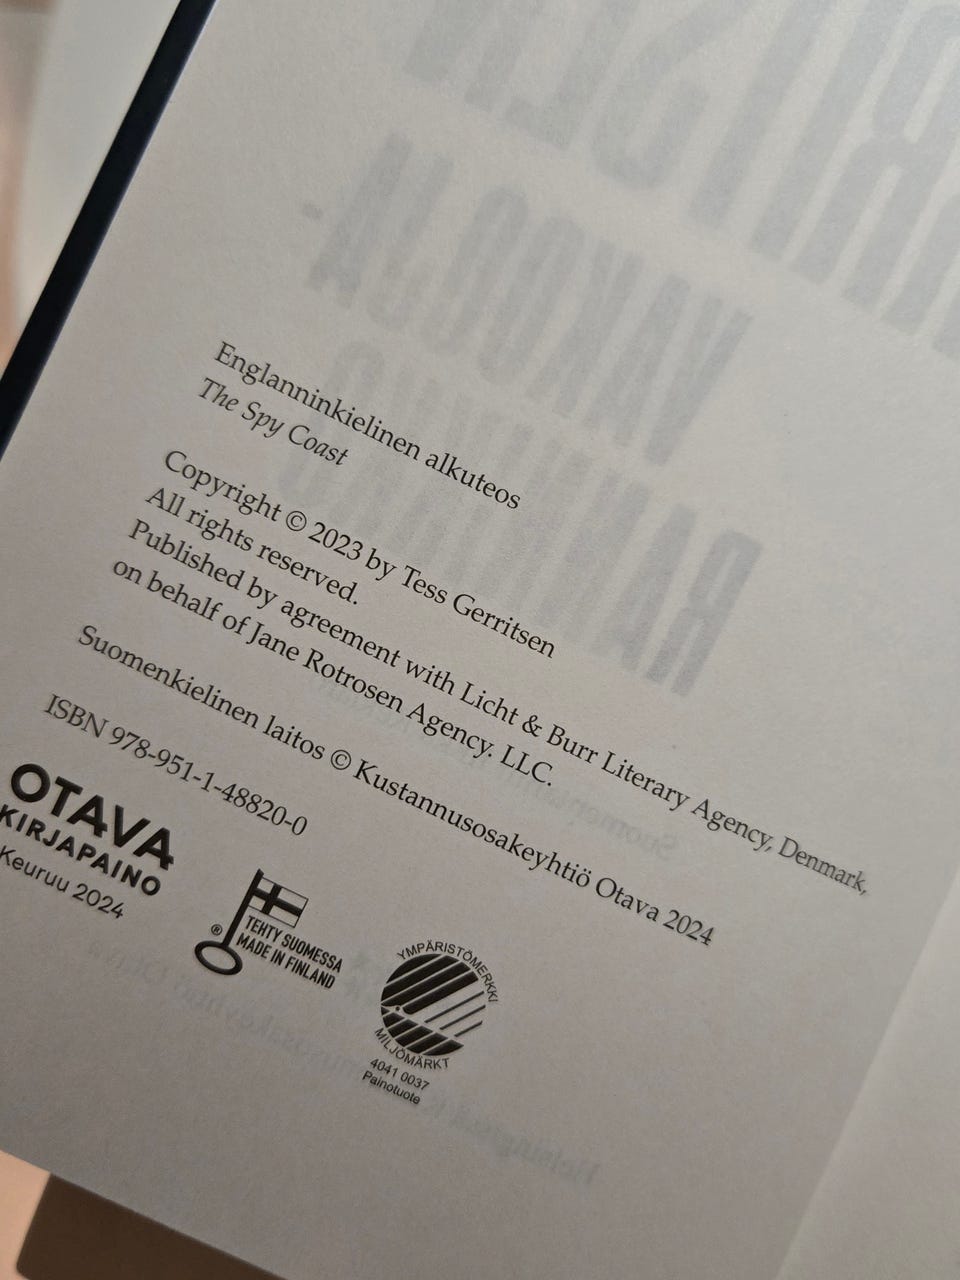 Englanninkielinen alkuteos
The Spy Coast
Copyright © 2023 by Tess Gerritsen
All rights reserved.
Published by agreement with Licht & Burr Literary Agency, Denmark,
on behalf of Jane Rotrosen Agency. LLC.
Suomenkielinen laitos © Kustannusosakeyhtiö Otava 2024
ISBN 978-951-1-48820-0
OTAVA
KIRJAPAINO
Keuruu 2024
®
TEHTY SUOMESSA
MADE IN FINLAND
YMPÄRISTÖMERKKI
MILJÖMÄRKT
4041 0037
Painotuote
VAKOOJA-